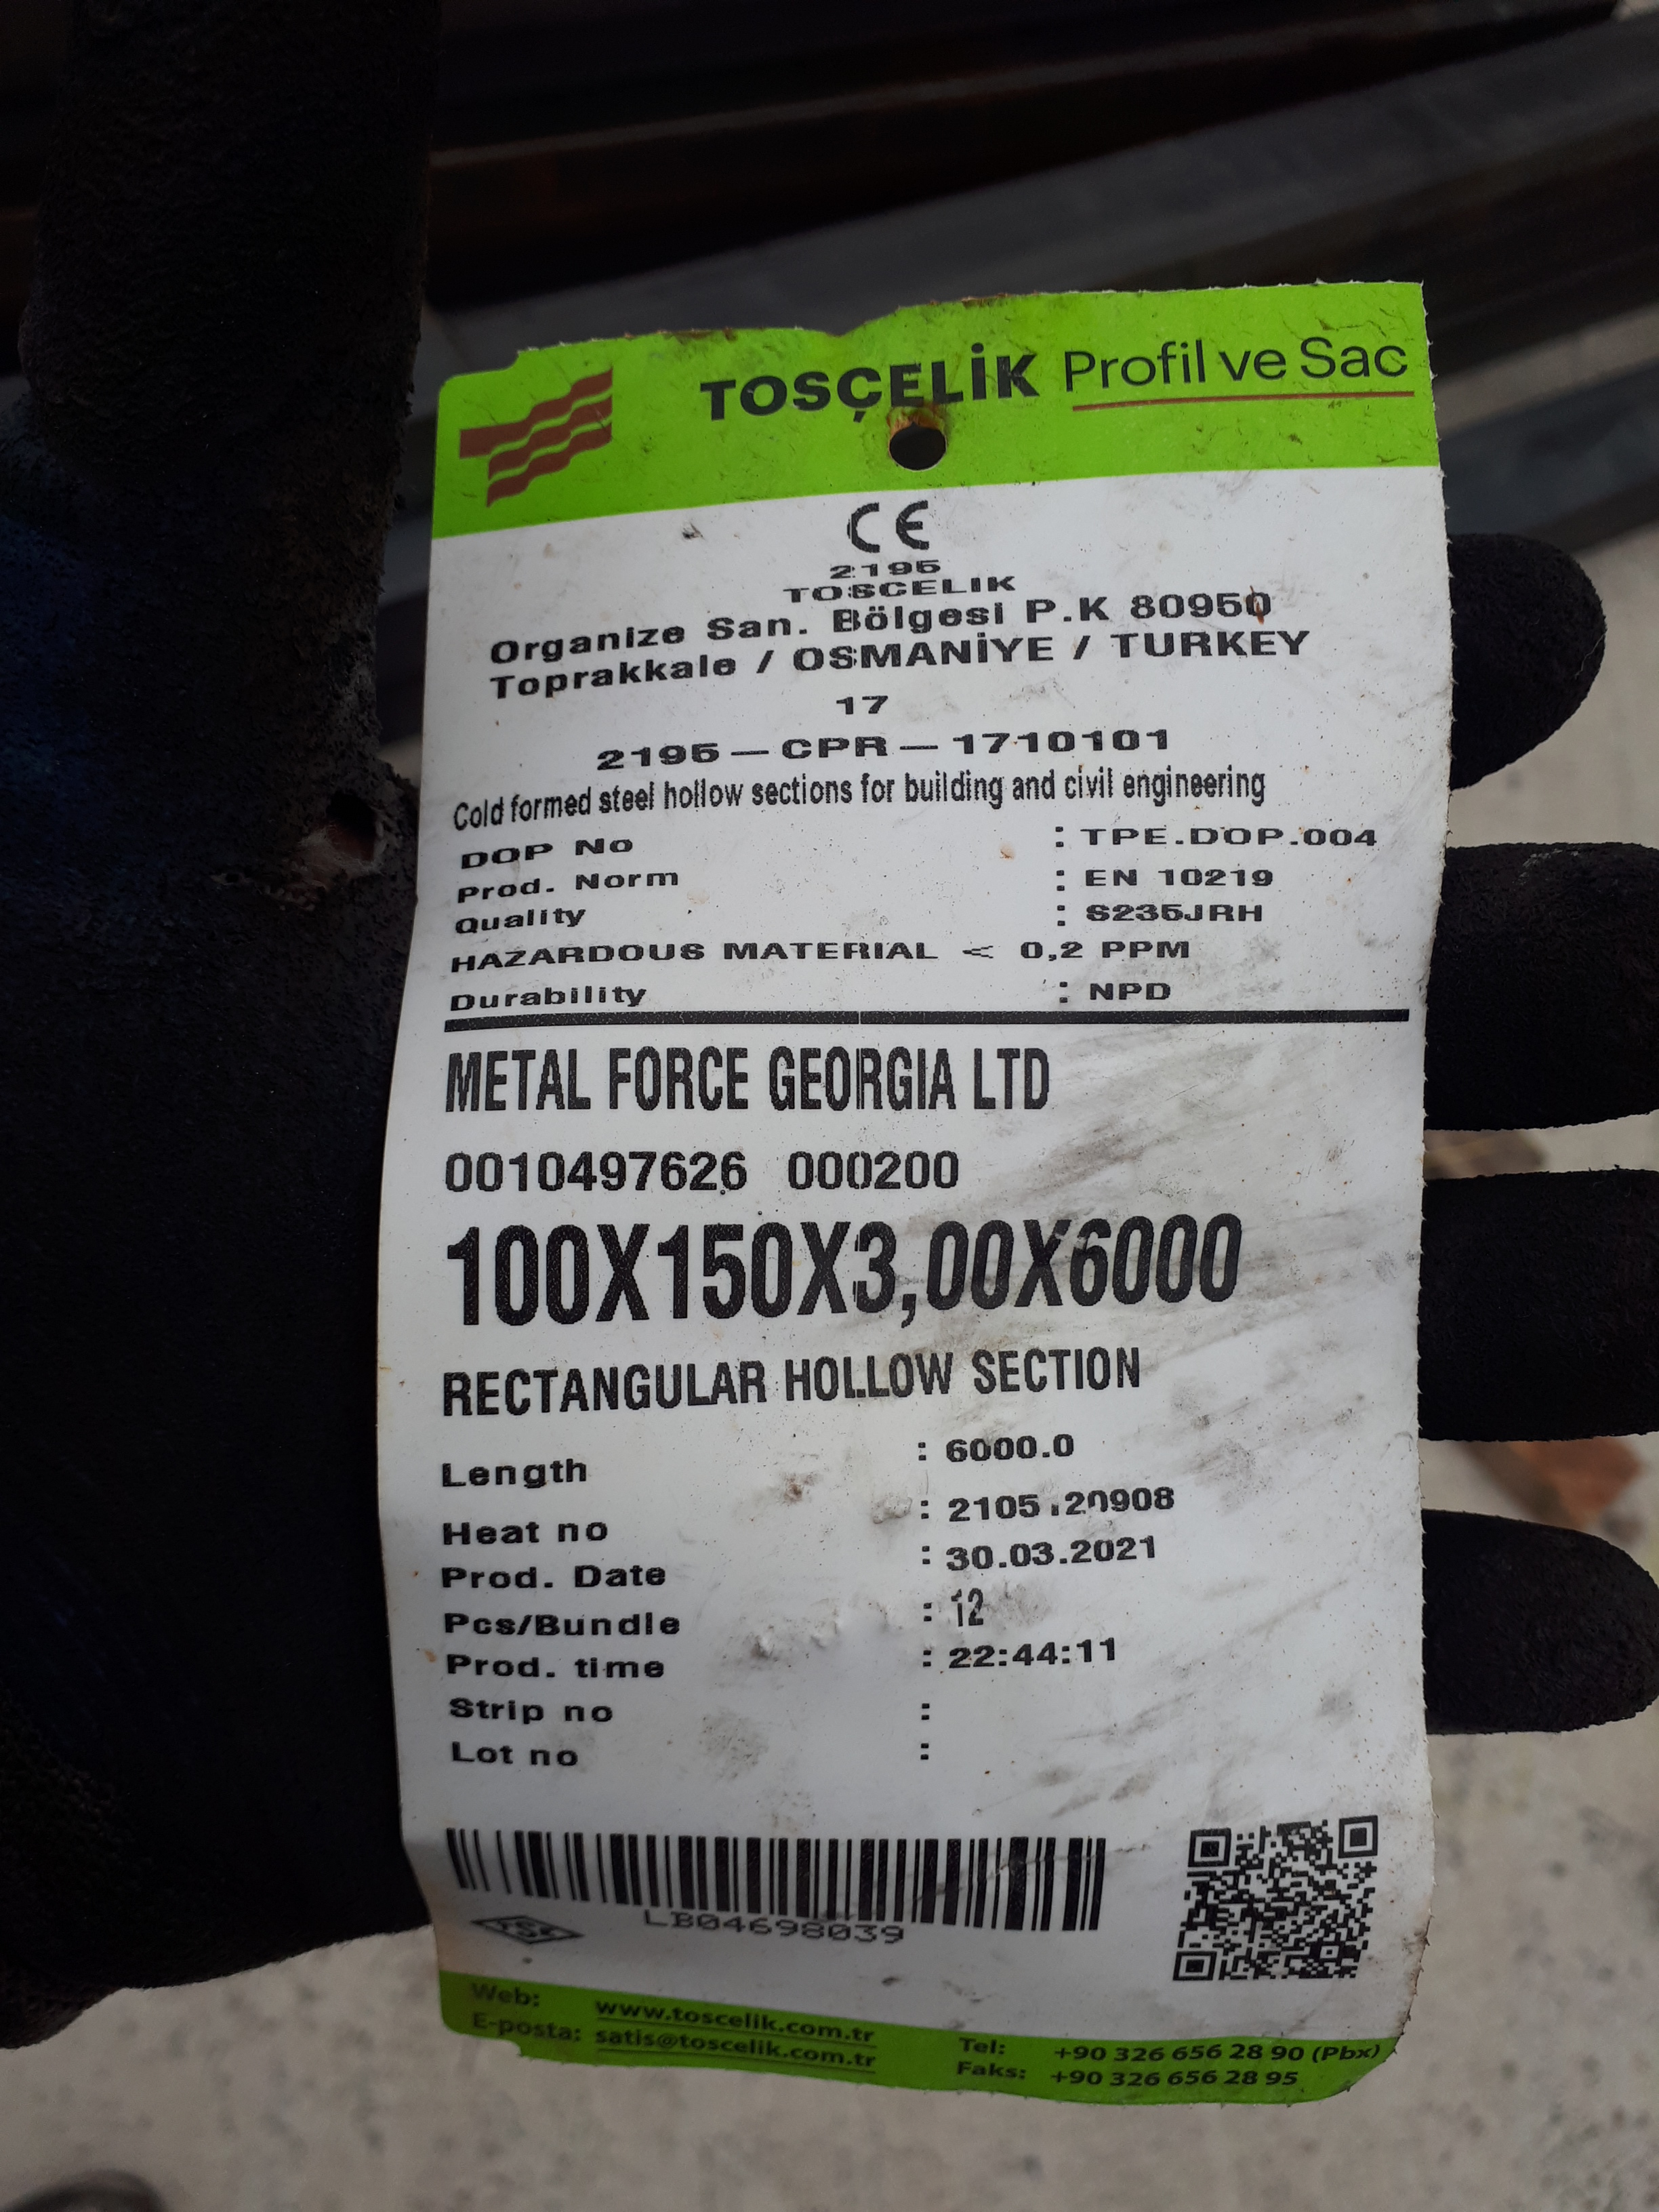 TOSÇELİK Profil ve Sac
CE
2195
TOSCELIK
Organize San. Bölgesi P.K 80950
Toprakkale / OSMANİYE / TURKEY
17
2195-CPR-1710101
Cold formed steel hollow sections for building and civil engineering
DOP No : TPE.DOP.004
Prod. Norm : EN 10219
Quality : S235JRH
HAZARDOUS MATERIAL < 0,2 PPM
Durability : NPD
METAL FORCE GEORGIA LTD
0010497626 000200
100X150X3,00X6000
RECTANGULAR HOLLOW SECTION
Length : 6000.0
Heat no :
Prod. Date : 30.03.2021
Pcs/Bundle : 12
Prod. time : 22:44:11
Strip no :
Lot no :
LB04698039
TSE
Web: www.toscelik.com.tr
E-posta: satis@toscelik.com.tr
Tel: +90 326 656 28 90 (Pbx)
Faks: +90 326 656 28 95